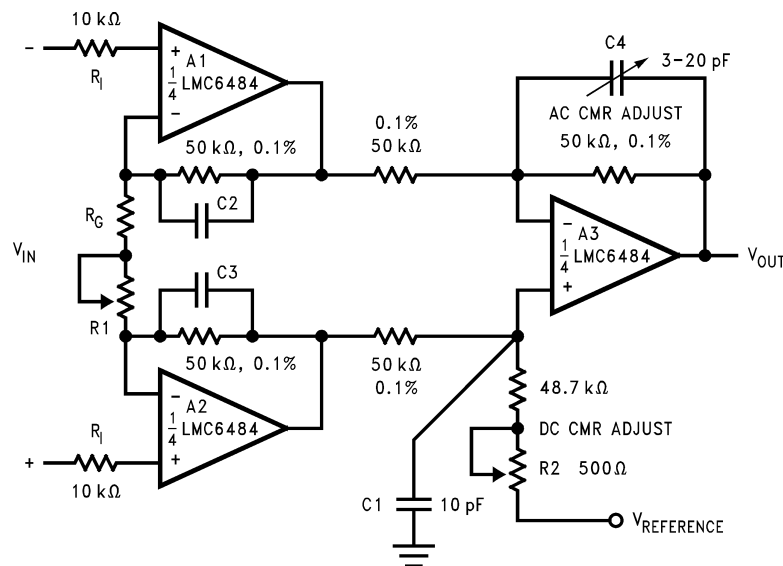 10 kΩ
−
R_I
+
A1
1/4 LMC6484
−
50 kΩ, 0.1%
C2
0.1%
50 kΩ
C4
3-20 pF
AC CMR ADJUST
50 kΩ, 0.1%
R_G
V_IN
R1
C3
50 kΩ, 0.1%
50 kΩ
0.1%
−
A3
1/4 LMC6484
+
V_OUT
−
A2
1/4 LMC6484
+
R_I
+
10 kΩ
48.7 kΩ
DC CMR ADJUST
R2 500Ω
C1
10 pF
V_REFERENCE